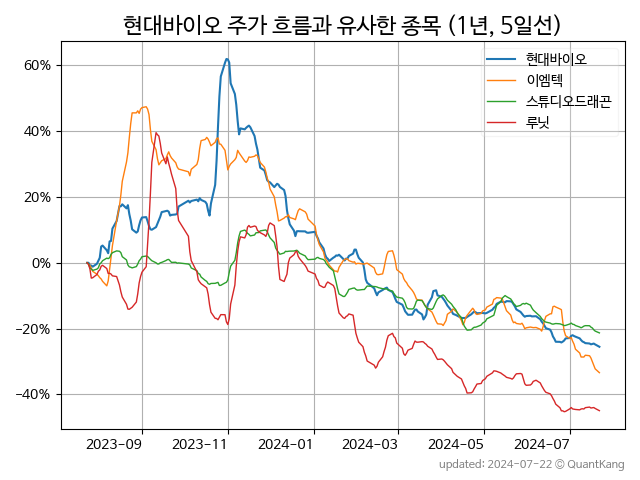 현대바이오 주가 흐름과 유사한 종목 (1년, 5일선)
현대바이오
이엠텍
스튜디오드래곤
루닛
60%
40%
20%
0%
−20%
−40%
2023-09
2023-11
2024-01
2024-03
2024-05
2024-07
updated: 2024-07-22 © QuantKang